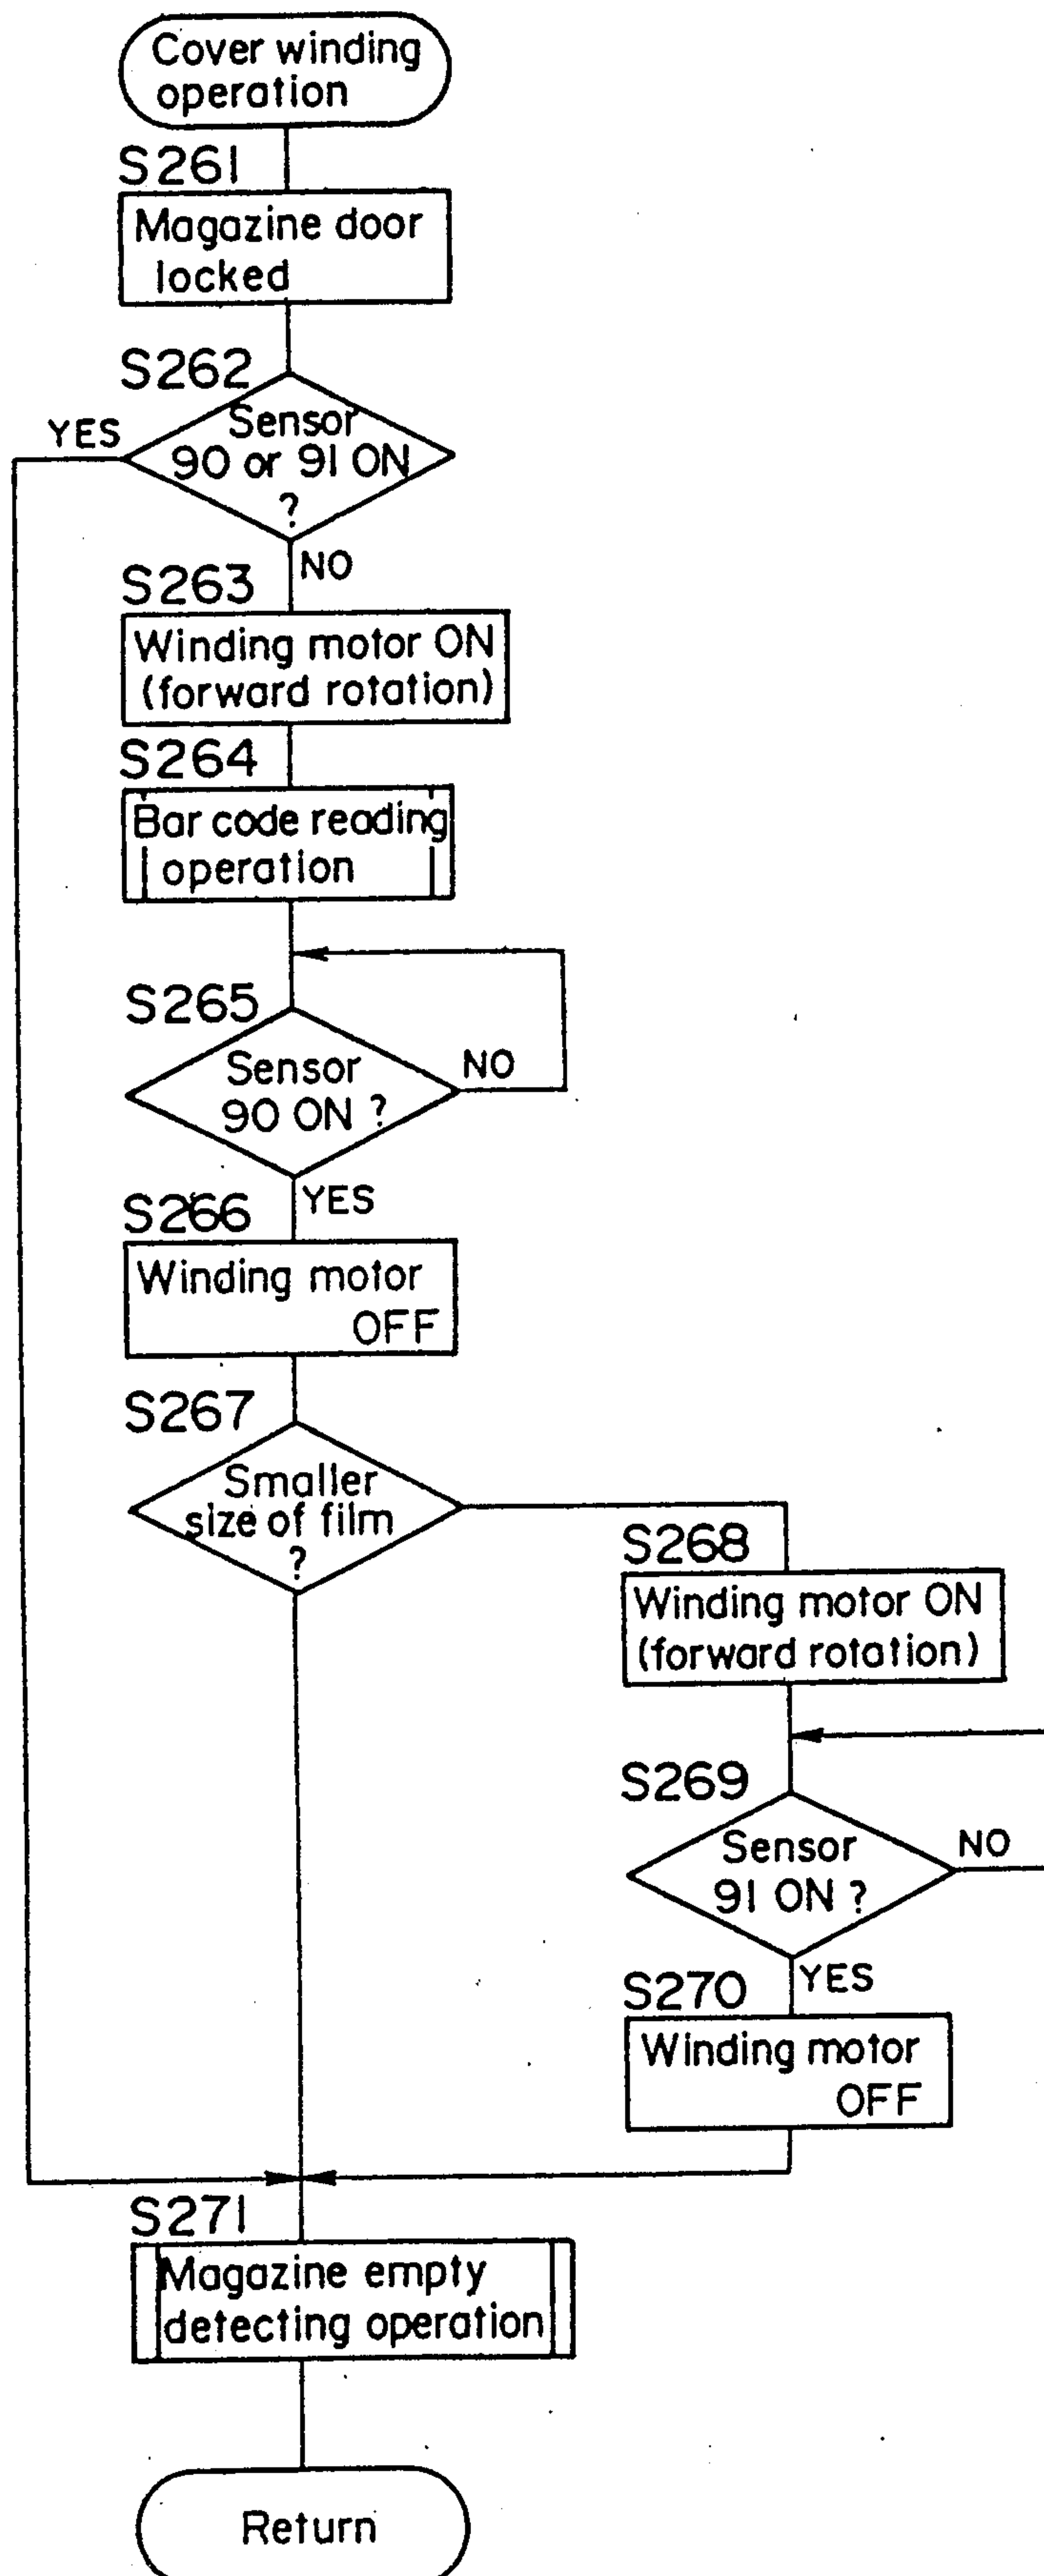 Cover winding
operation
S261
Magazine door
locked
S262
Sensor
90 or 91 ON
?
YES
NO
S263
Winding motor ON
(forward rotation)
S264
Bar code reading
operation
S265
Sensor
90 ON ?
NO
YES
S266
Winding motor
OFF
S267
Smaller
size of film
?
S268
Winding motor ON
(forward rotation)
S269
Sensor
91 ON ?
NO
YES
S270
Winding motor
OFF
S271
Magazine empty
detecting operation
Return